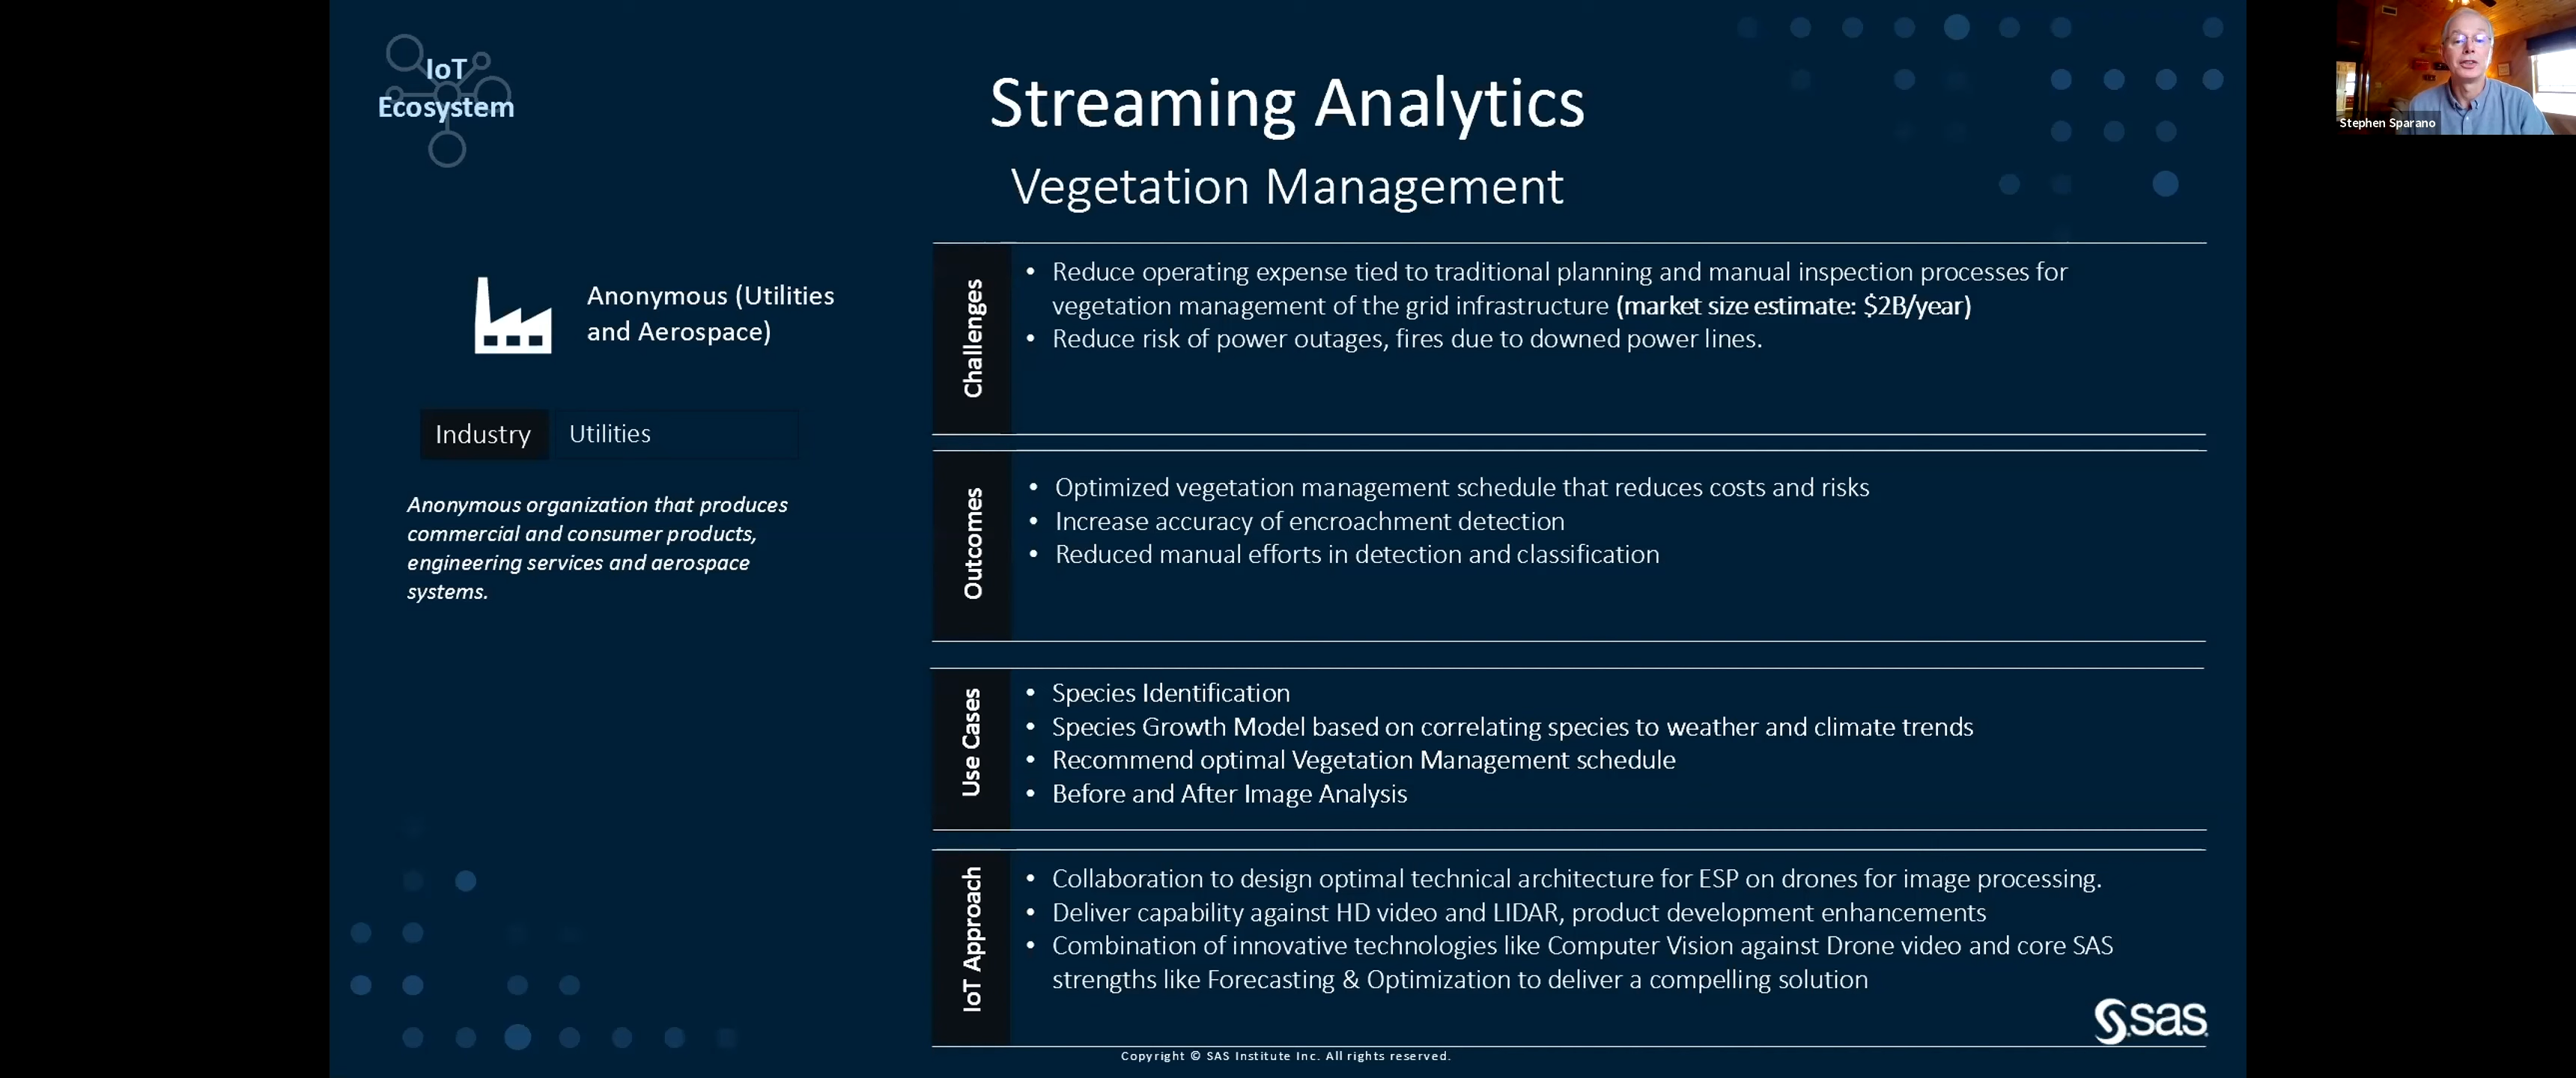 IoT
Ecosystem
Streaming Analytics
Vegetation Management
Stephen Sparano
Anonymous (Utilities
and Aerospace)
Industry
Utilities
Anonymous organization that produces
commercial and consumer products,
engineering services and aerospace
systems.
Challenges
• Reduce operating expense tied to traditional planning and manual inspection processes for
vegetation management of the grid infrastructure (market size estimate: $2B/year)
• Reduce risk of power outages, fires due to downed power lines.
Outcomes
• Optimized vegetation management schedule that reduces costs and risks
• Increase accuracy of encroachment detection
• Reduced manual efforts in detection and classification
Use Cases
• Species Identification
• Species Growth Model based on correlating species to weather and climate trends
• Recommend optimal Vegetation Management schedule
• Before and After Image Analysis
IoT Approach
• Collaboration to design optimal technical architecture for ESP on drones for image processing.
• Deliver capability against HD video and LIDAR, product development enhancements
• Combination of innovative technologies like Computer Vision against Drone video and core SAS
strengths like Forecasting & Optimization to deliver a compelling solution
sas
Copyright © SAS Institute Inc. All rights reserved.